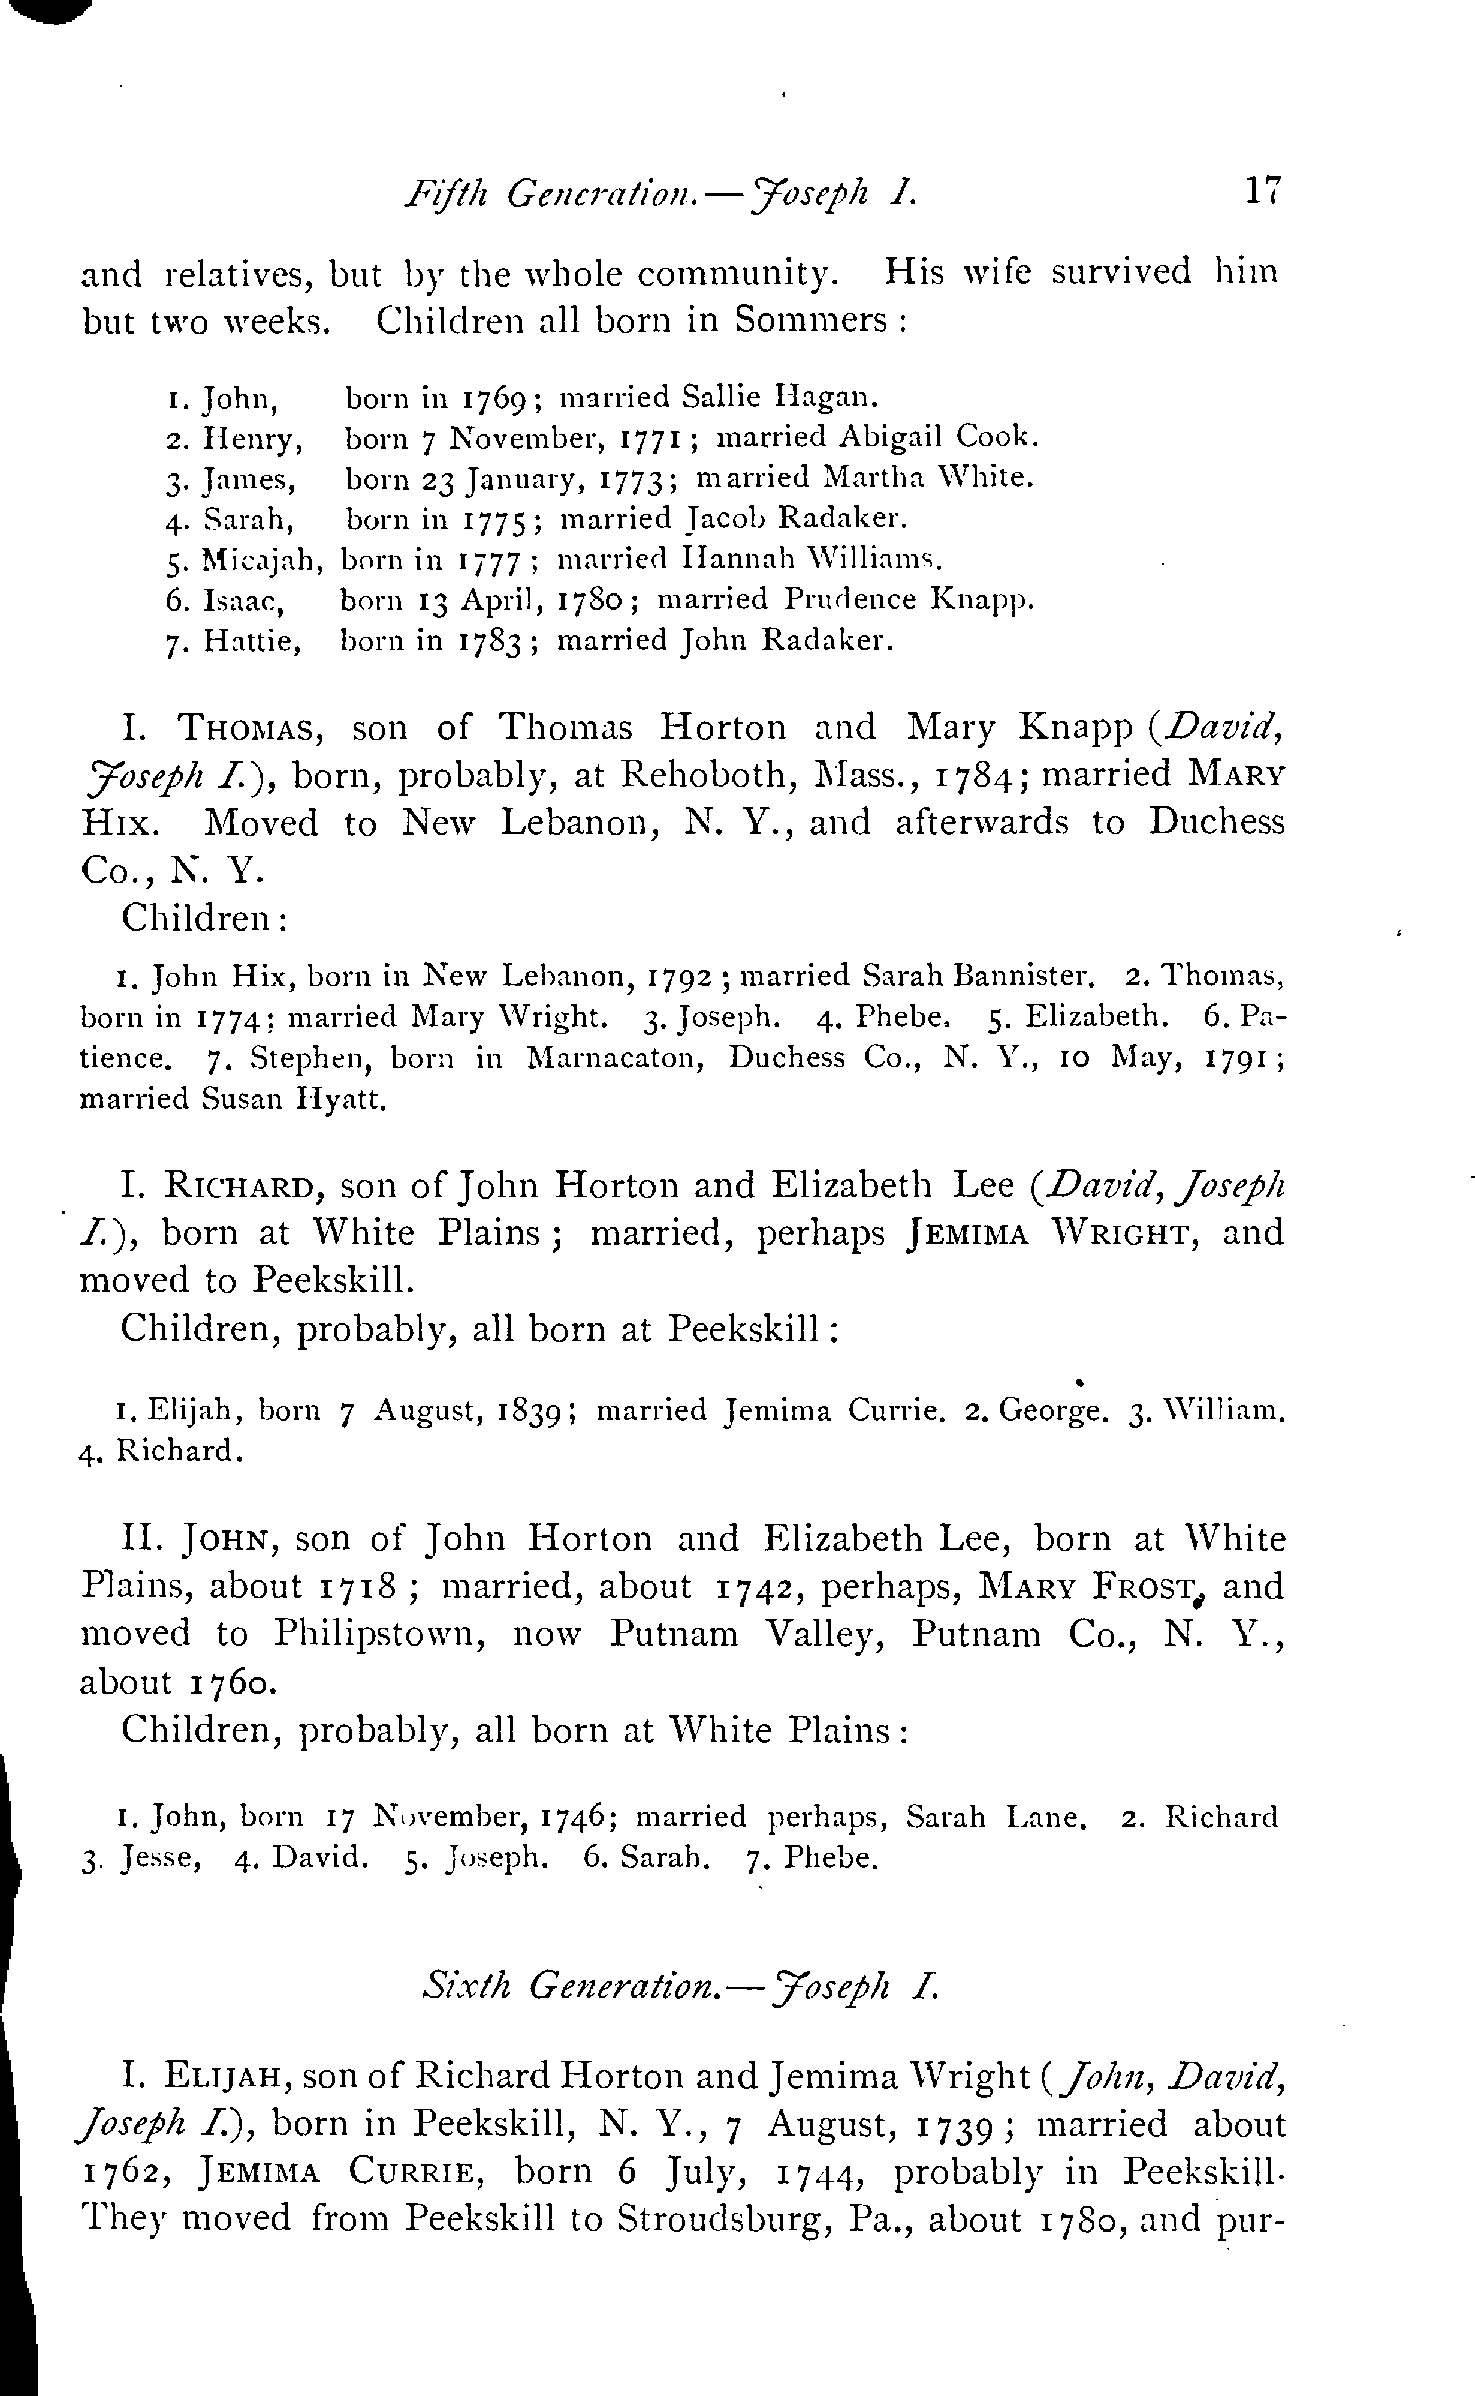 Fifth Generation.—Joseph I. 17
and relatives, but by the whole community. His wife survived him
but two weeks. Children all born in Sommers :
1. John, born in 1769; married Sallie Hagan.
2. Henry, born 7 November, 1771; married Abigail Cook.
3. James, born 23 January, 1773; married Martha White.
4. Sarah, born in 1775; married Jacob Radaker.
5. Micajah, born in 1777; married Hannah Williams.
6. Isaac, born 13 April, 1780; married Prudence Knapp.
7. Hattie, born in 1783; married John Radaker.
I. THOMAS, son of Thomas Horton and Mary Knapp (David,
Joseph I.), born, probably, at Rehoboth, Mass., 1784; married MARY
HIX. Moved to New Lebanon, N. Y., and afterwards to Duchess
Co., N. Y.
Children :
1. John Hix, born in New Lebanon, 1792; married Sarah Bannister. 2. Thomas,
born in 1774; married Mary Wright. 3. Joseph. 4. Phebe. 5. Elizabeth. 6. Pa-
tience. 7. Stephen, born in Marnacaton, Duchess Co., N. Y., 10 May, 1791;
married Susan Hyatt.
I. RICHARD, son of John Horton and Elizabeth Lee (David, Joseph
I.), born at White Plains; married, perhaps JEMIMA WRIGHT, and
moved to Peekskill.
Children, probably, all born at Peekskill :
1. Elijah, born 7 August, 1839; married Jemima Currie. 2. George. 3. William.
4. Richard.
II. JOHN, son of John Horton and Elizabeth Lee, born at White
Plains, about 1718; married, about 1742, perhaps, MARY FROST, and
moved to Philipstown, now Putnam Valley, Putnam Co., N. Y.,
about 1760.
Children, probably, all born at White Plains :
1. John, born 17 November, 1746; married perhaps, Sarah Lane. 2. Richard
3. Jesse, 4. David. 5. Joseph. 6. Sarah. 7. Phebe.
Sixth Generation.—Joseph I.
I. ELIJAH, son of Richard Horton and Jemima Wright (John, David,
Joseph I.), born in Peekskill, N. Y., 7 August, 1739; married about
1762, JEMIMA CURRIE, born 6 July, 1744, probably in Peekskill.
They moved from Peekskill to Stroudsburg, Pa., about 1780, and pur-